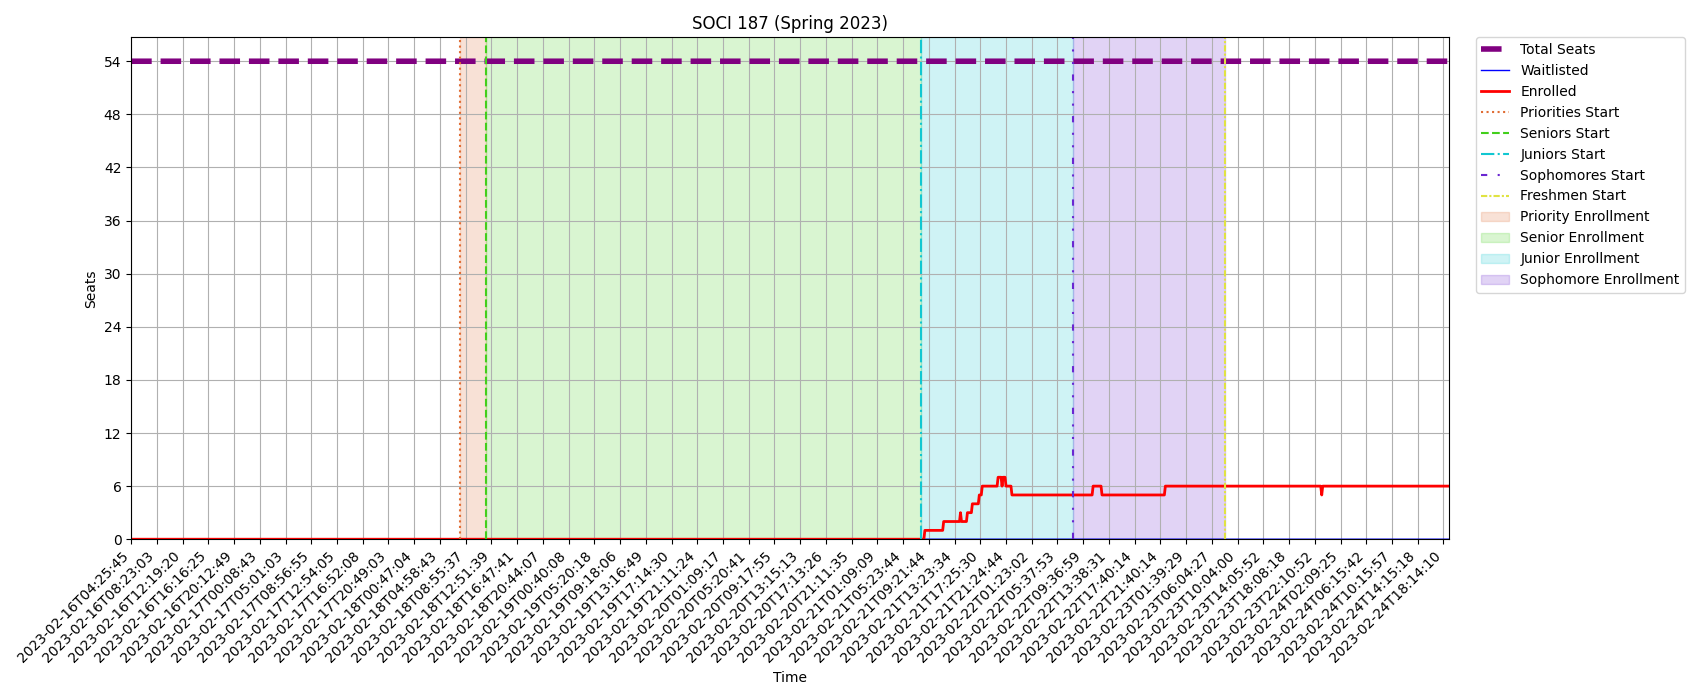 SOCI 187 (Spring 2023)
Seats
54
48
42
36
30
24
18
12
6
0
2023-02-16T04:25:45
2023-02-16T08:23:03
2023-02-16T12:19:20
2023-02-16T16:16:25
2023-02-16T20:12:49
2023-02-17T00:08:43
2023-02-17T05:01:03
2023-02-17T08:56:55
2023-02-17T12:54:05
2023-02-17T16:52:08
2023-02-17T20:49:03
2023-02-18T00:47:04
2023-02-18T04:58:43
2023-02-18T08:55:37
2023-02-18T12:51:39
2023-02-18T16:47:41
2023-02-18T20:44:07
2023-02-19T00:40:08
2023-02-19T05:20:18
2023-02-19T09:18:06
2023-02-19T13:16:49
2023-02-19T17:14:30
2023-02-19T21:11:24
2023-02-20T01:09:17
2023-02-20T05:20:41
2023-02-20T09:17:55
2023-02-20T13:15:13
2023-02-20T17:13:26
2023-02-20T21:11:35
2023-02-21T01:09:09
2023-02-21T05:23:44
2023-02-21T09:21:44
2023-02-21T13:23:34
2023-02-21T17:25:30
2023-02-21T21:24:44
2023-02-22T01:23:02
2023-02-22T05:37:53
2023-02-22T09:36:59
2023-02-22T13:38:31
2023-02-22T17:40:14
2023-02-22T21:40:14
2023-02-23T01:39:29
2023-02-23T06:04:27
2023-02-23T10:04:00
2023-02-23T14:05:52
2023-02-23T18:08:18
2023-02-23T22:10:52
2023-02-24T02:09:25
2023-02-24T06:15:42
2023-02-24T10:15:57
2023-02-24T14:15:18
2023-02-24T18:14:10
Time
Total Seats
Waitlisted
Enrolled
Priorities Start
Seniors Start
Juniors Start
Sophomores Start
Freshmen Start
Priority Enrollment
Senior Enrollment
Junior Enrollment
Sophomore Enrollment